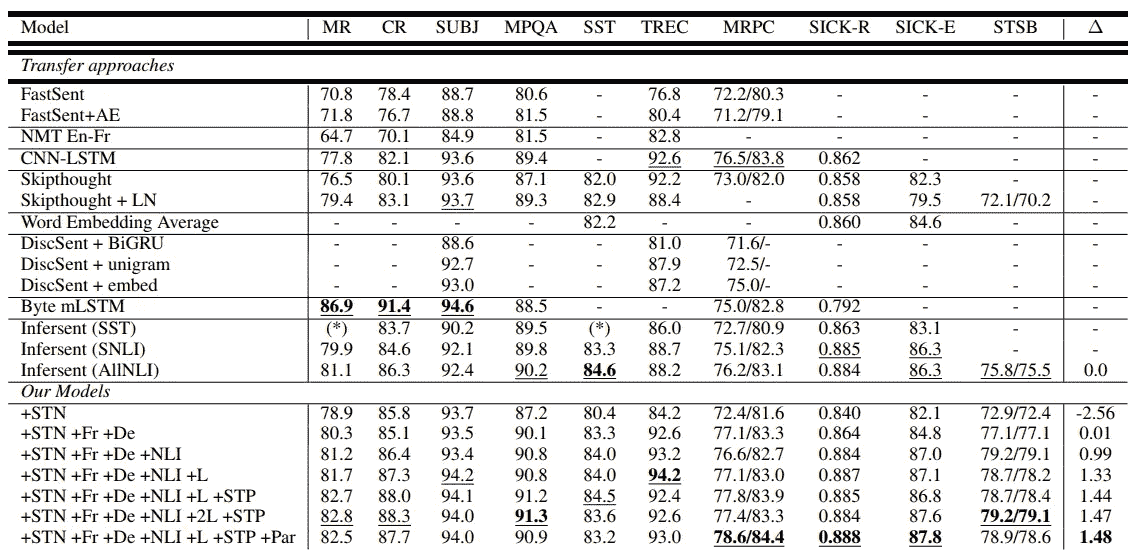 Model MR CR SUBJ MPQA SST TREC MRPC SICK-R SICK-E STSB Δ
Transfer approaches
FastSent 70.8 78.4 88.7 80.6 - 76.8 72.2/80.3 - - - -
FastSent+AE 71.8 76.7 88.8 81.5 - 80.4 71.2/79.1 - - - -
NMT En-Fr 64.7 70.1 84.9 81.5 - 82.8 - - - - -
CNN-LSTM 77.8 82.1 93.6 89.4 - 92.6 76.5/83.8 0.862 - - -
Skipthought 76.5 80.1 93.6 87.1 82.0 92.2 73.0/82.0 0.858 82.3 - -
Skipthought + LN 79.4 83.1 93.7 89.3 82.9 88.4 - 0.858 79.5 72.1/70.2 -
Word Embedding Average - - - - 82.2 - - 0.860 84.6 - -
DiscSent + BiGRU - - 88.6 - - 81.0 71.6/- - - - -
DiscSent + unigram - - 92.7 - - 87.9 72.5/- - - - -
DiscSent + embed - - 93.0 - - 87.2 75.0/- - - - -
Byte mLSTM 86.9 91.4 94.6 88.5 - - 75.0/82.8 0.792 - - -
Infersent (SST) (*) 83.7 90.2 89.5 (*) 86.0 72.7/80.9 0.863 83.1 - -
Infersent (SNLI) 79.9 84.6 92.1 89.8 83.3 88.7 75.1/82.3 0.885 86.3 - -
Infersent (AllNLI) 81.1 86.3 92.4 90.2 84.6 88.2 76.2/83.1 0.884 86.3 75.8/75.5 0.0
Our Models
+STN 78.9 85.8 93.7 87.2 80.4 84.2 72.4/81.6 0.840 82.1 72.9/72.4 -2.56
+STN +Fr +De 80.3 85.1 93.5 90.1 83.3 92.6 77.1/83.3 0.864 84.8 77.1/77.1 0.01
+STN +Fr +De +NLI 81.2 86.4 93.4 90.8 84.0 93.2 76.6/82.7 0.884 87.0 79.2/79.1 0.99
+STN +Fr +De +NLI +L 81.7 87.3 94.2 90.8 84.0 94.2 77.1/83.0 0.887 87.1 78.7/78.2 1.33
+STN +Fr +De +NLI +L +STP 82.7 88.0 94.1 91.2 84.5 92.4 77.8/83.9 0.885 86.8 78.7/78.4 1.44
+STN +Fr +De +NLI +2L +STP 82.8 88.3 94.0 91.3 83.6 92.6 77.4/83.3 0.884 87.6 79.2/79.1 1.47
+STN +Fr +De +NLI +L +STP +Par 82.5 87.7 94.0 90.9 83.2 93.0 78.6/84.4 0.888 87.8 78.9/78.6 1.48